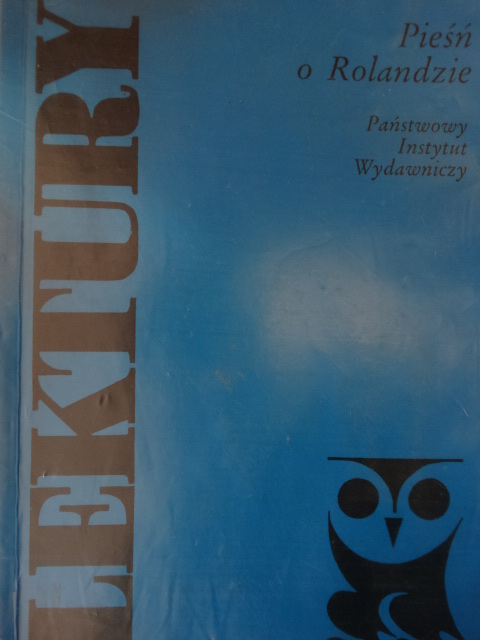 Pieśń
o Rolandzie
Państwowy
Instytut
Wydawniczy
LEKTURY